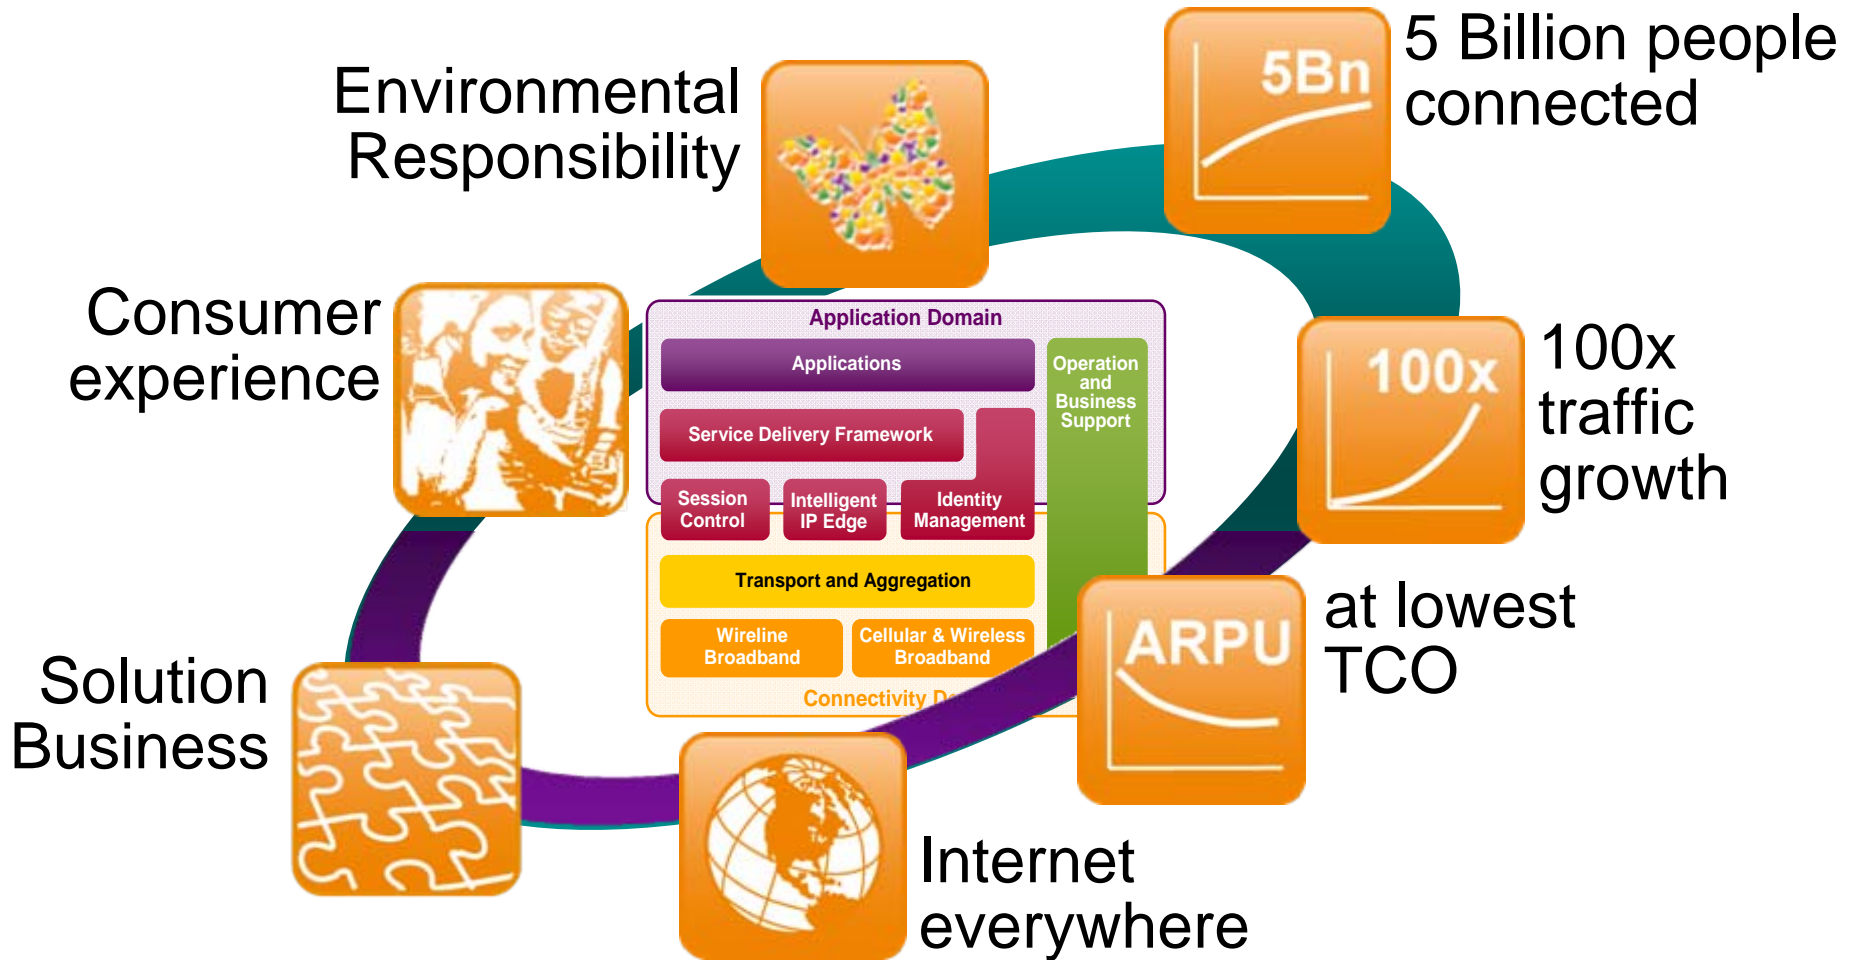 5 Billion people
connected
5Bn
Environmental
Responsibility
Consumer
experience
100x
traffic
growth
100x
Application Domain
Applications
Operation
and
Business
Support
Service Delivery Framework
Session
Control
Intelligent
IP Edge
Identity
Management
Transport and Aggregation
Wireline
Broadband
Cellular & Wireless
Broadband
Connectivity
ARPU
at lowest
TCO
Solution
Business
Internet
everywhere